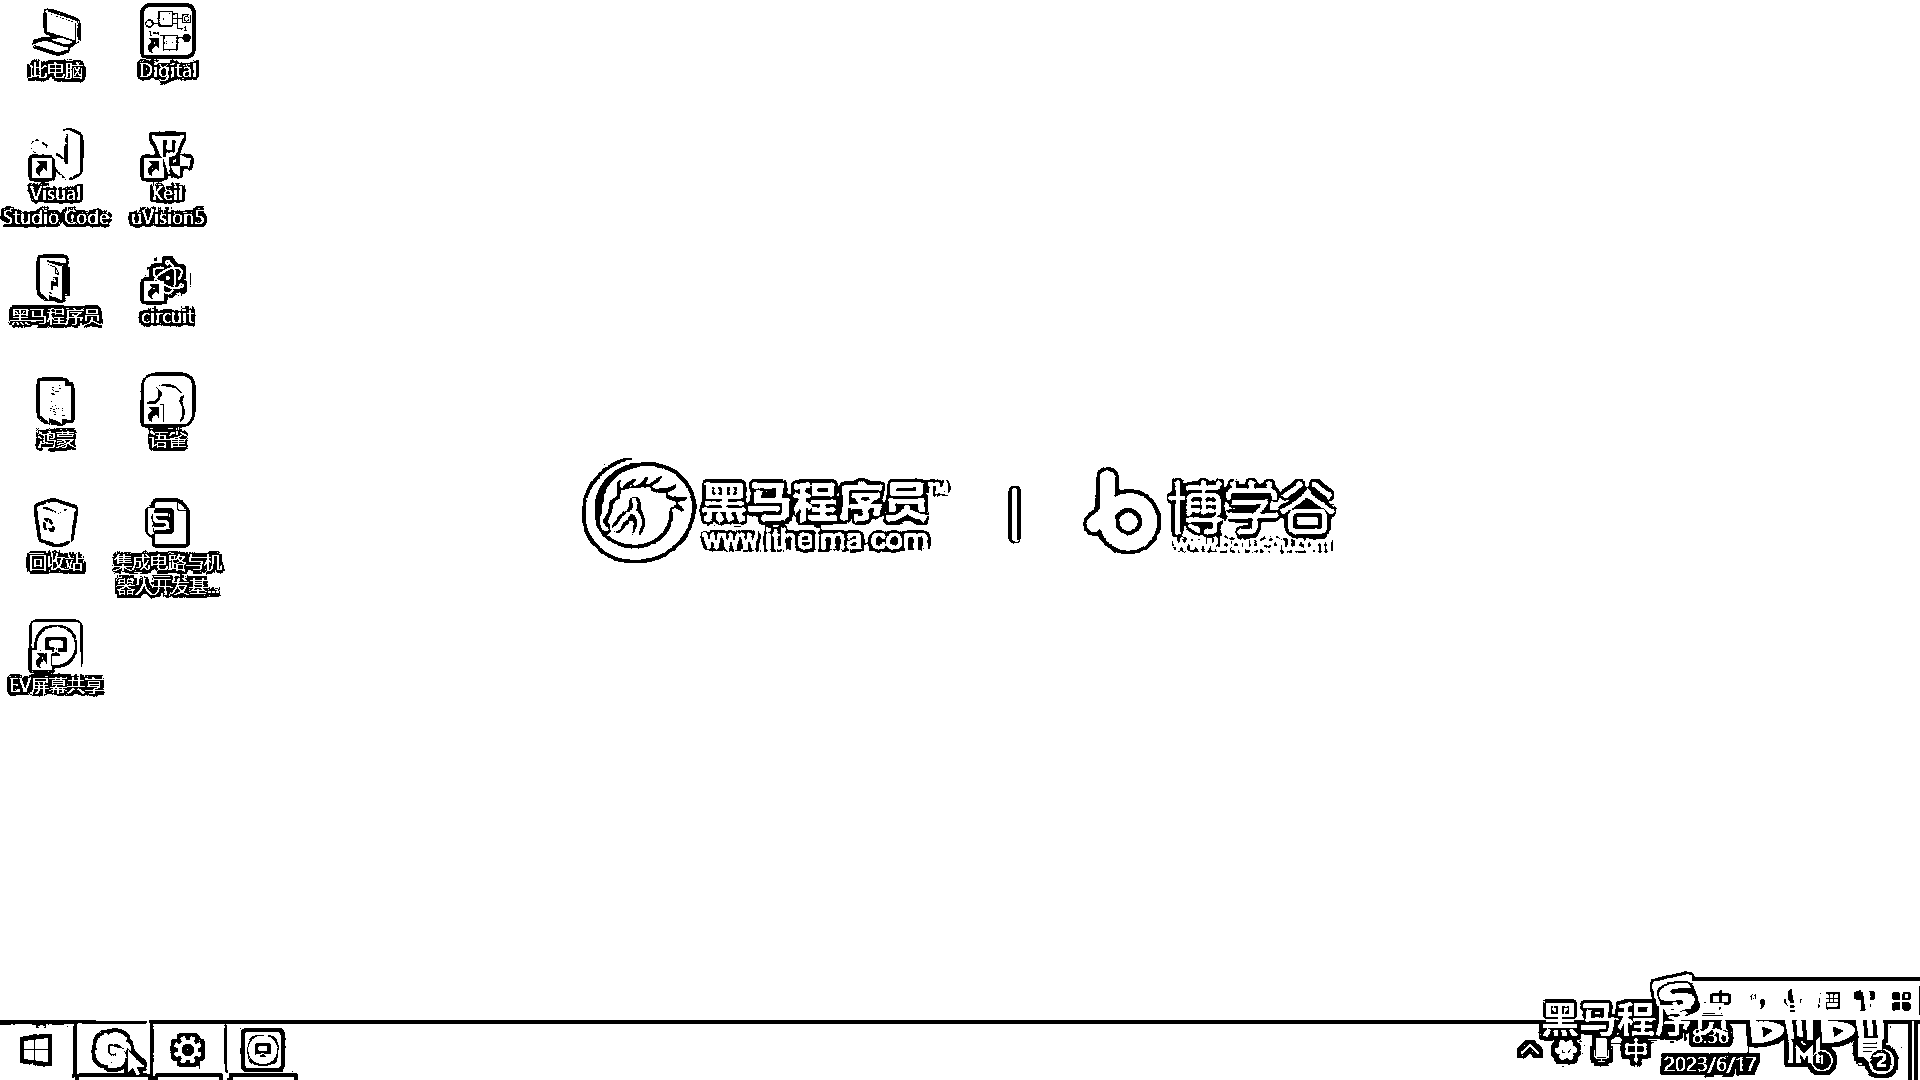 此电脑
Digital
Visual
Studio Code
Keil
uVision5
黑马程序员
circuit
鸿蒙
语雀
回收站
集成电路与机
器人开发基...
EV屏幕共享
黑马程序员TM
www.itheima.com
博学谷
中
黑马程序员
bilibili
8:36
中
2023/6/17
2